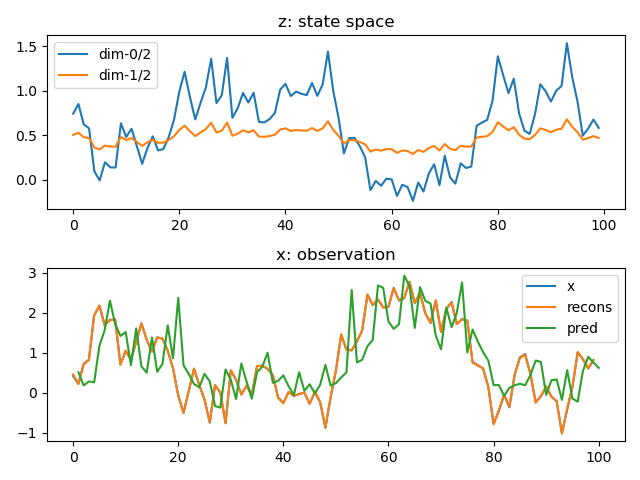 z: state space
dim-0/2
dim-1/2
1.5
1.0
0.5
0.0
0 20 40 60 80 100
x: observation
x
recons
pred
3
2
1
0
−1
0 20 40 60 80 100